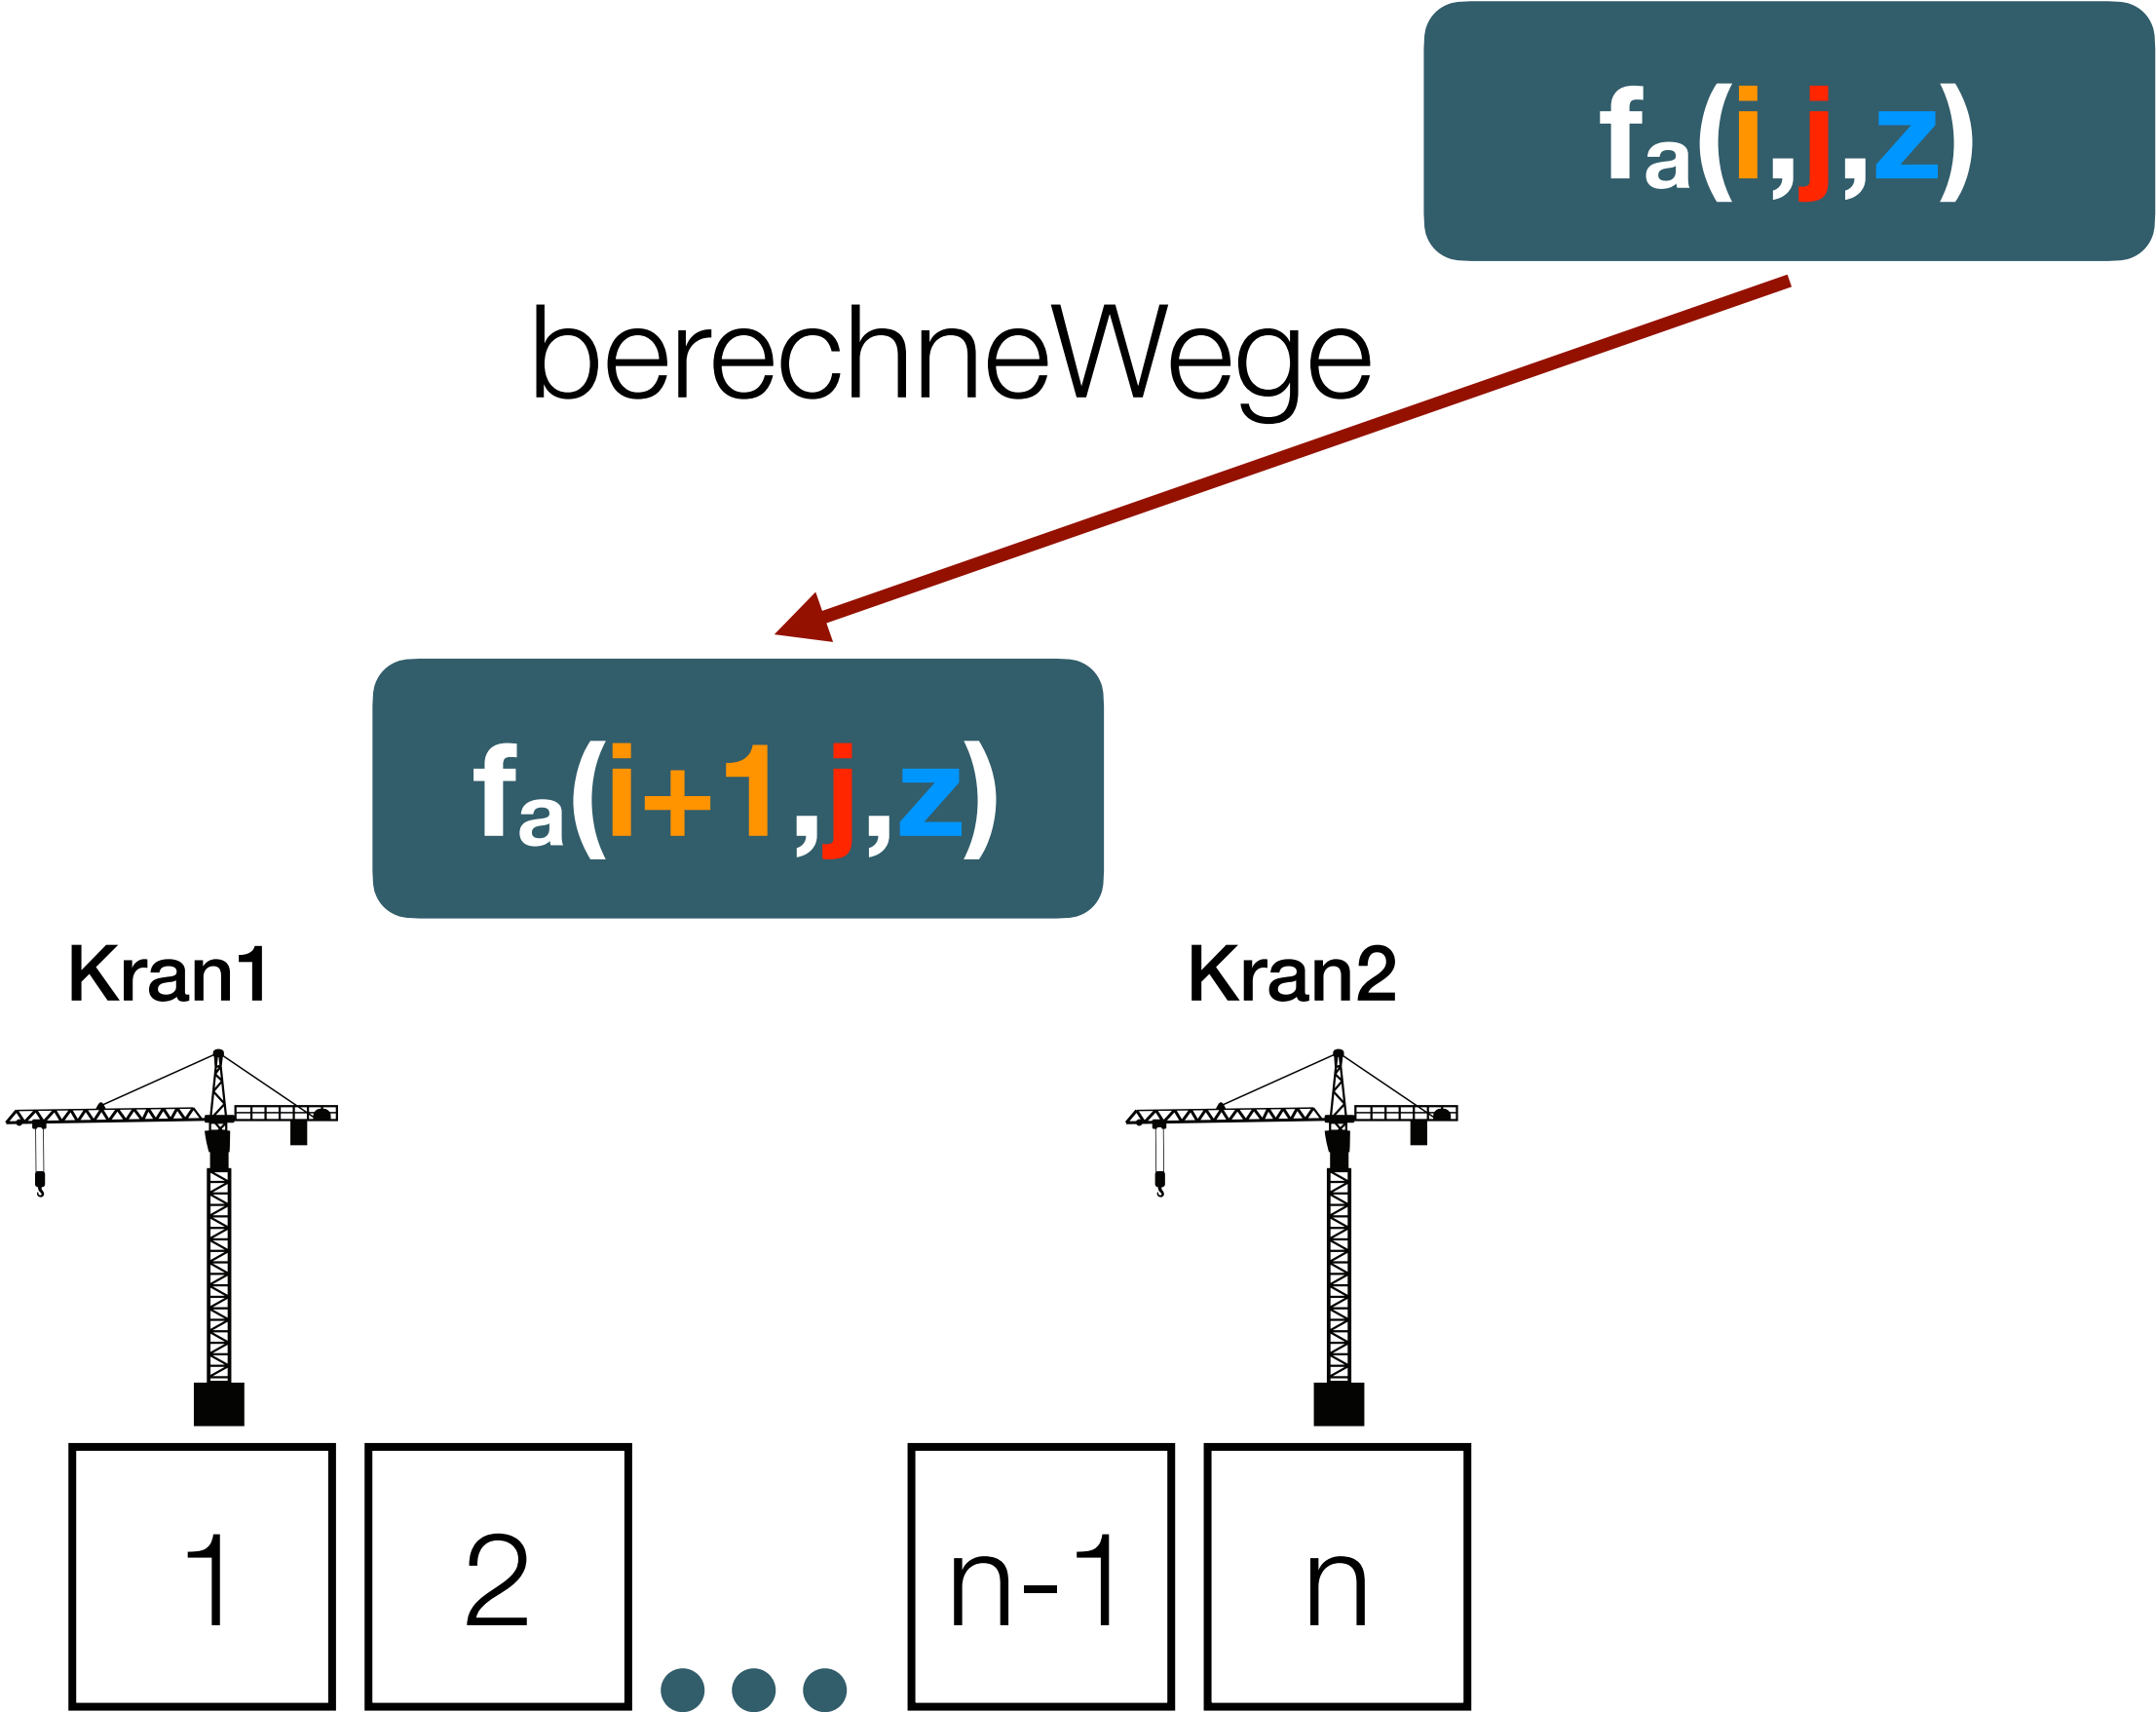 fa(i,j,z)
berechneWege
fa(i+1,j,z)
Kran1
Kran2
1
2
n-1
n